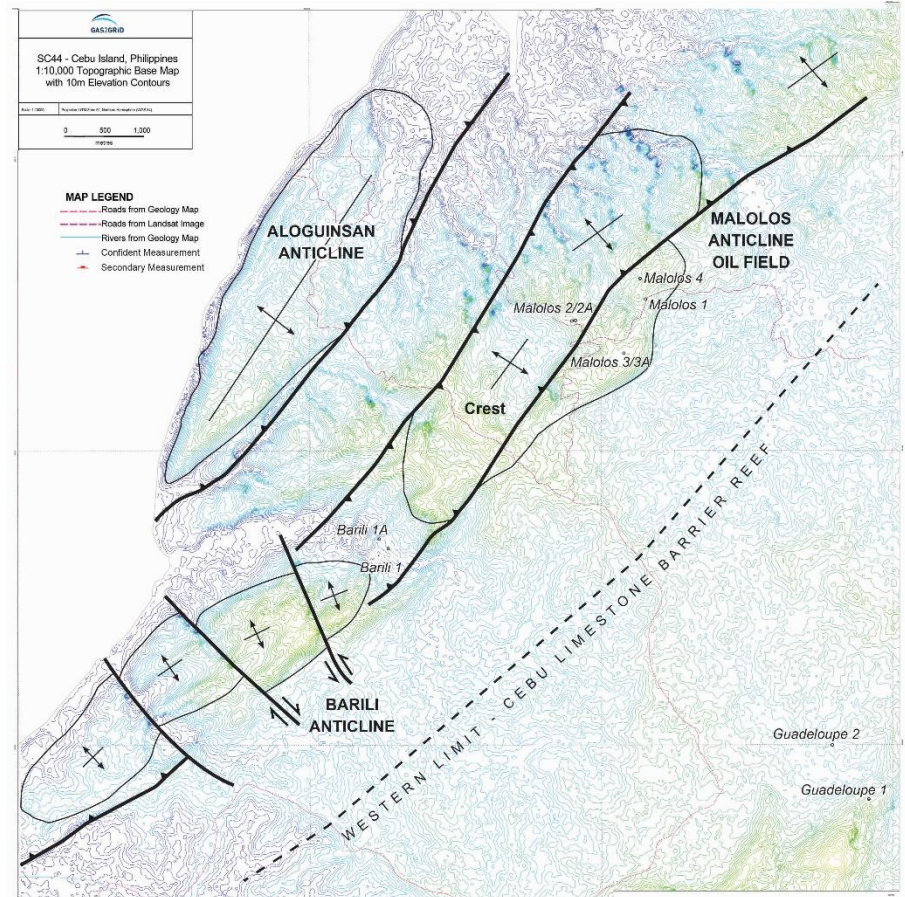 GAS2GRID
SC44 - Cebu Island, Philippines
1:10,000 Topographic Base Map
with 10m Elevation Contours
0 500 1,000
metres
MAP LEGEND
Roads from Geology Map
Roads from Landsat Image
Rivers from Geology Map
Confident Measurement
Secondary Measurement
ALOGUINSAN
ANTICLINE
MALOLOS
ANTICLINE
OIL FIELD
Malolos 4
Malolos 1
Malolos 2/2A
Malolos 3/3A
Crest
Barili 1A
Barili 1
BARILI
ANTICLINE
WESTERN LIMIT - CEBU LIMESTONE BARRIER REEF
Guadeloupe 2
Guadeloupe 1